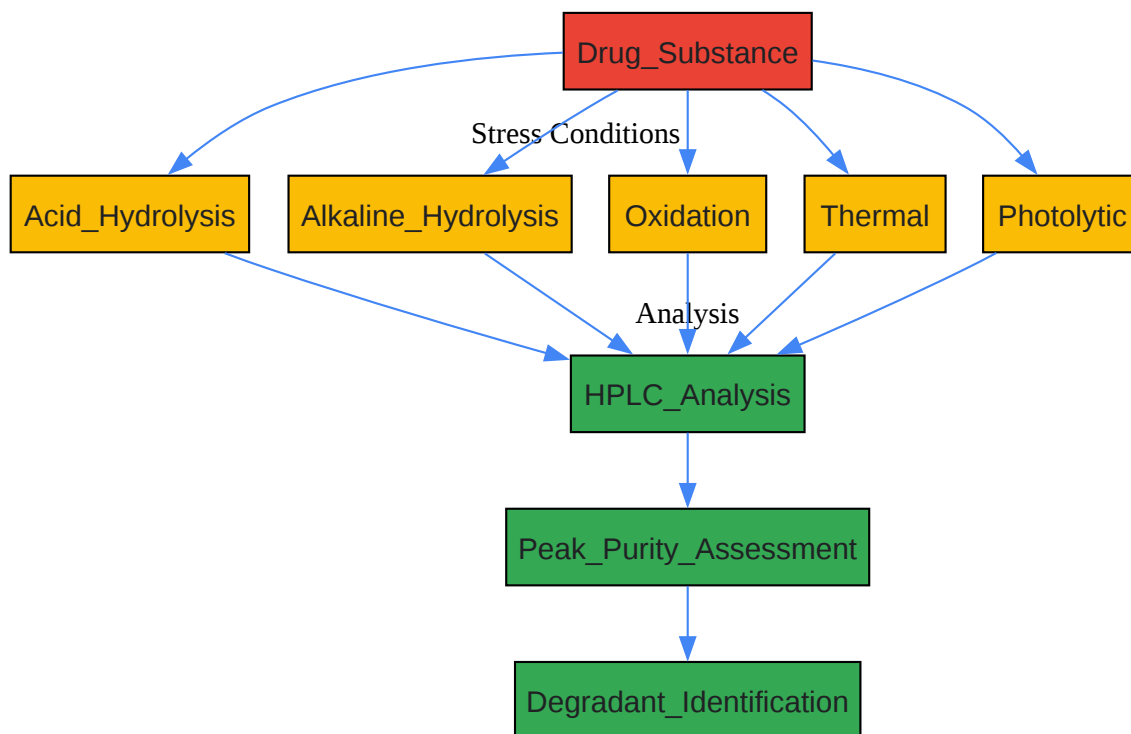 Drug_Substance
Stress Conditions
Acid_Hydrolysis
Alkaline_Hydrolysis
Oxidation
Thermal
Photolytic
Analysis
HPLC_Analysis
Peak_Purity_Assessment
Degradant_Identification